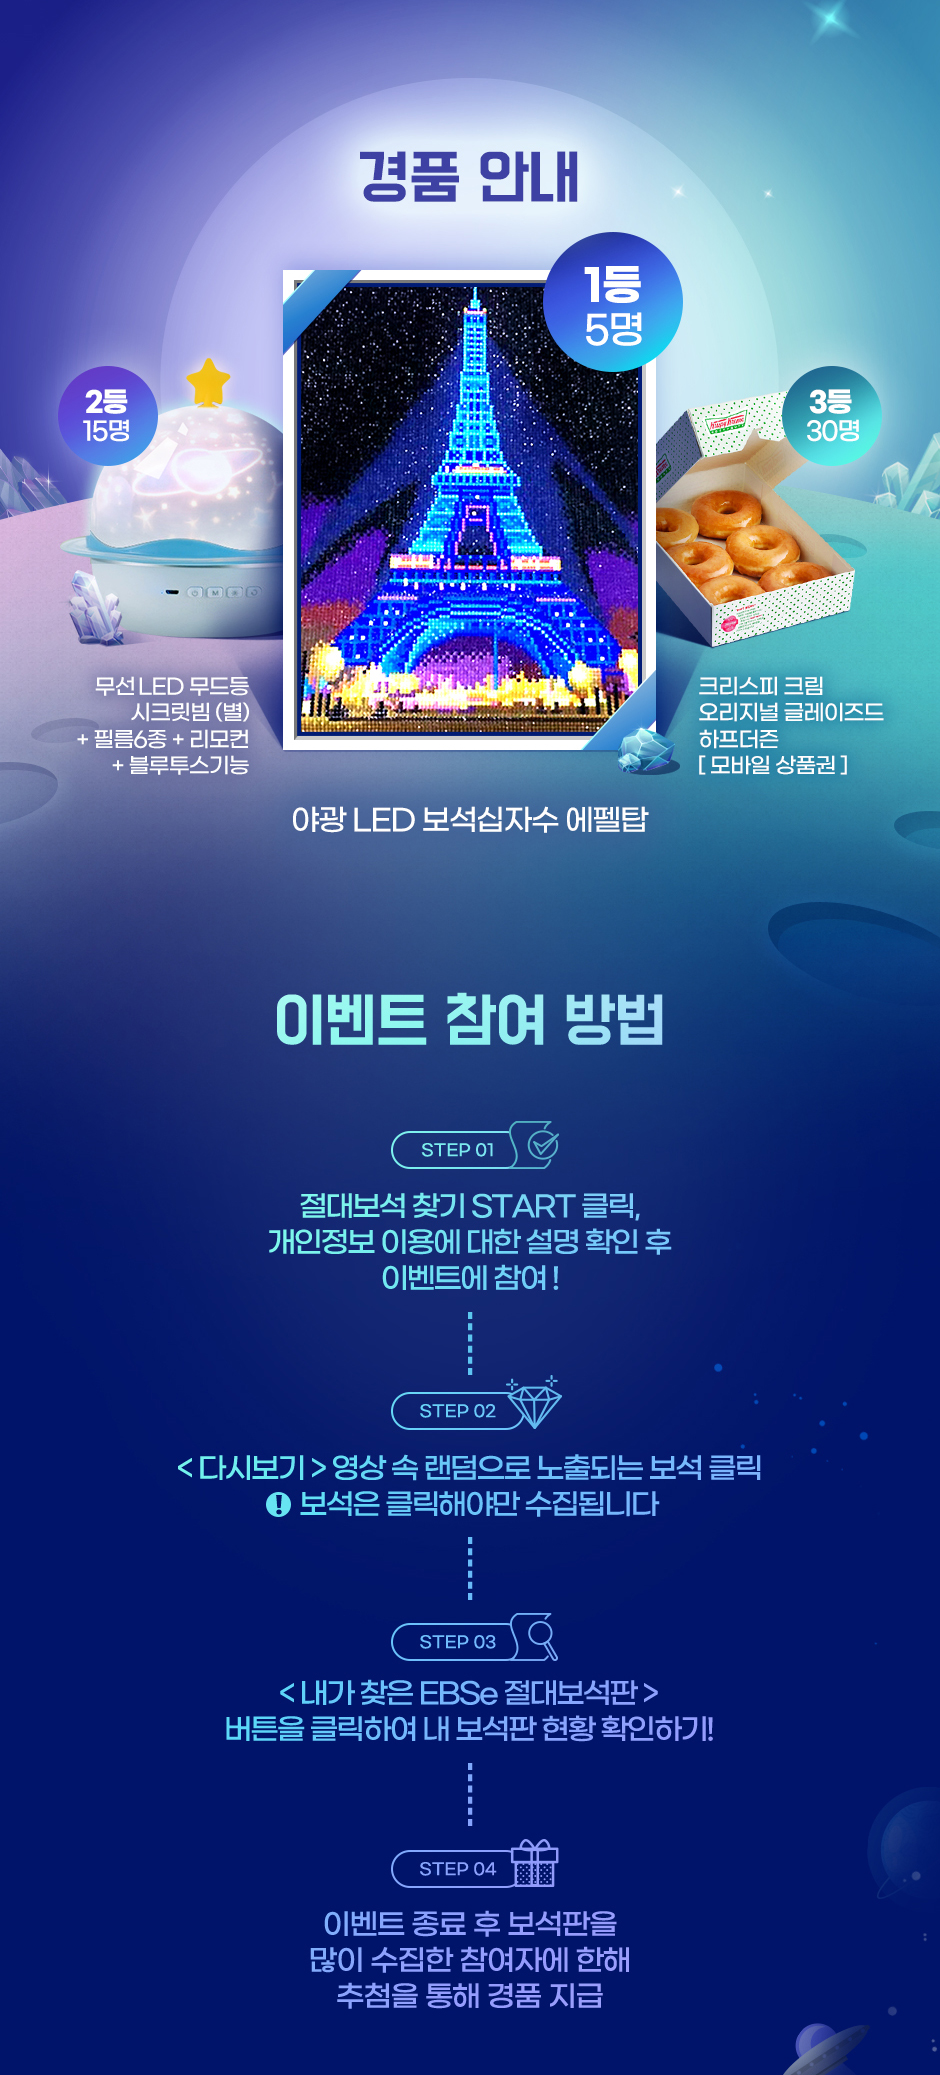 경품 안내
1등
5명
2등
15명
3등
30명
Krispy Kreme
무선 LED 무드등
시크릿빔 (별)
+ 필름6종 + 리모컨
+ 블루투스기능
크리스피 크림
오리지널 글레이즈드
하프더즌
[ 모바일 상품권 ]
야광 LED 보석십자수 에펠탑
이벤트 참여 방법
STEP 01
절대보석 찾기 START 클릭,
개인정보 이용에 대한 설명 확인 후
이벤트에 참여 !
STEP 02
< 다시보기 > 영상 속 랜덤으로 노출되는 보석 클릭
! 보석은 클릭해야만 수집됩니다
STEP 03
< 내가 찾은 EBSe 절대보석판 >
버튼을 클릭하여 내 보석판 현황 확인하기!
STEP 04
이벤트 종료 후 보석판을
많이 수집한 참여자에 한해
추첨을 통해 경품 지급